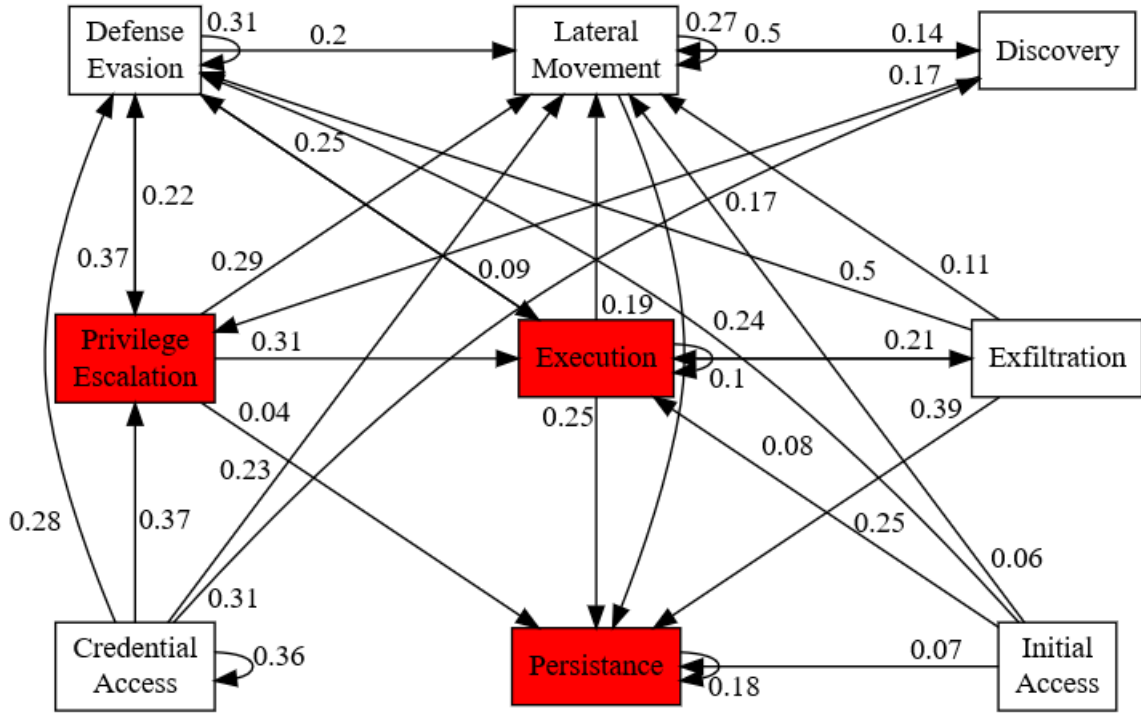 Defense
Evasion
0.31
0.2
Lateral
Movement
0.27
0.5
0.14
Discovery
0.17
0.25
0.22
0.17
0.37
0.29
0.09
0.5
0.11
Privilege
Escalation
0.31
0.19
Execution
0.1
0.24
0.21
Exfiltration
0.04
0.25
0.39
0.08
0.23
0.28
0.37
0.25
0.31
0.06
Credential
Access
0.36
Persistance
0.18
0.07
Initial
Access